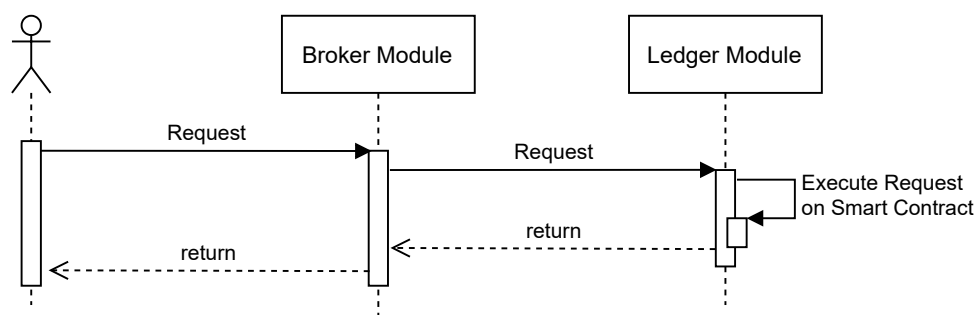 Broker Module
Ledger Module
Request
Request
Execute Request
on Smart Contract
return
return